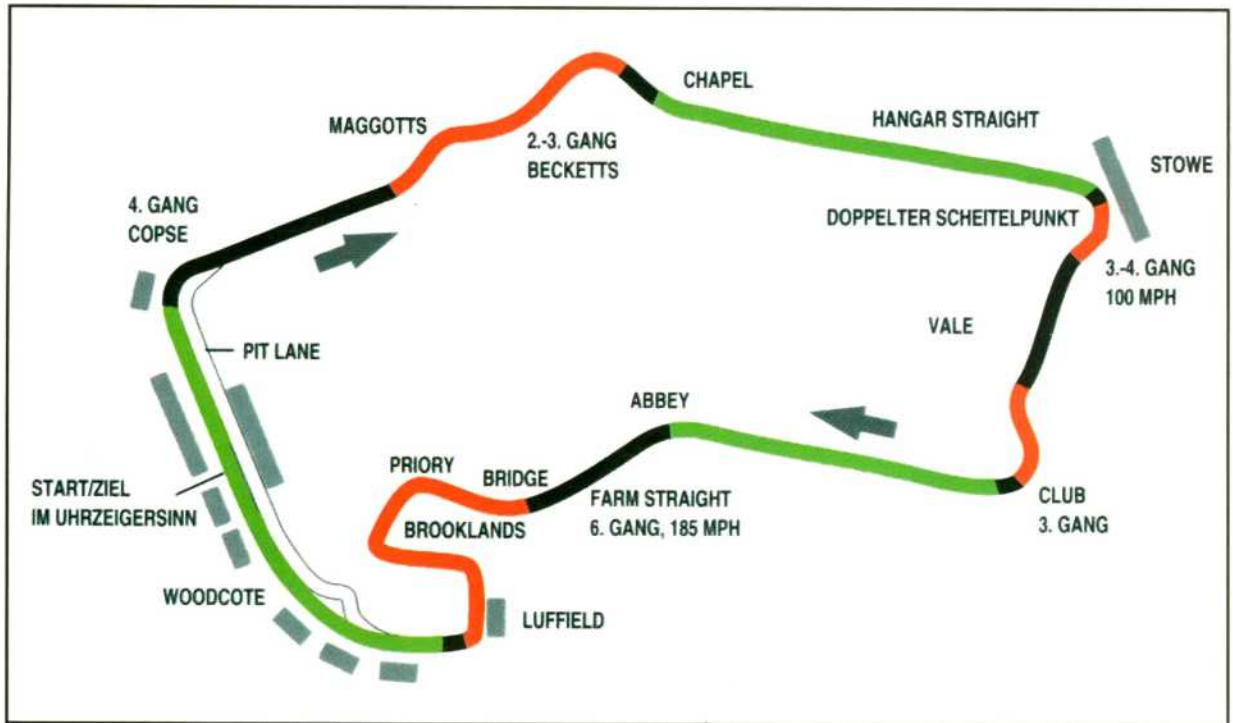 CHAPEL
HANGAR STRAIGHT
MAGGOTTS
2.-3. GANG
BECKETTS
STOWE
4. GANG
COPSE
DOPPELTER SCHEITELPUNKT
3.-4. GANG
100 MPH
VALE
PIT LANE
ABBEY
START/ZIEL
IM UHRZEIGERSINN
PRIORY
BRIDGE
BROOKLANDS
FARM STRAIGHT
6. GANG, 185 MPH
CLUB
3. GANG
WOODCOTE
LUFFIELD